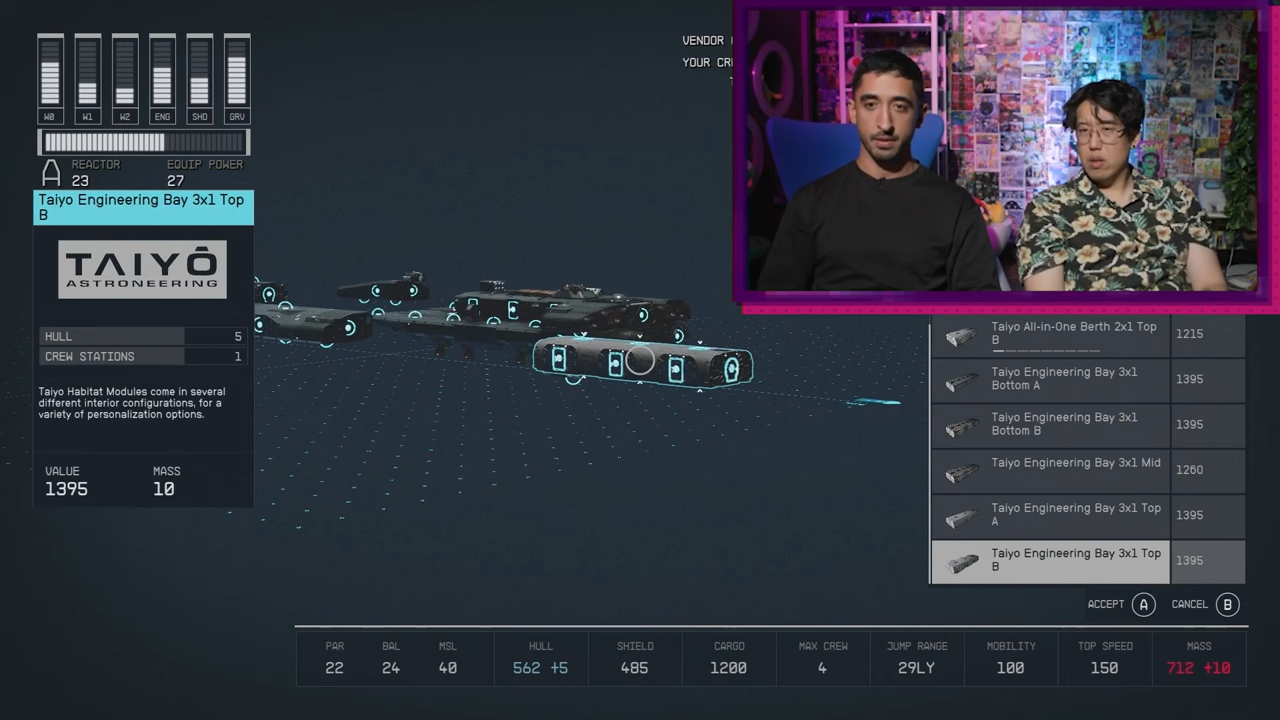 VENDOR
YOUR CR
W0 W1 W2 ENG SHD GRV
REACTOR EQUIP POWER
A 23 27
Taiyo Engineering Bay 3x1 Top
B
TAIYŌ
ASTRONEERING
HULL 5
CREW STATIONS 1
Taiyo Habitat Modules come in several
different interior configurations, for a
variety of personalization options.
VALUE MASS
1395 10
Taiyo All-in-One Berth 2x1 Top
B 1215
Taiyo Engineering Bay 3x1
Bottom A 1395
Taiyo Engineering Bay 3x1
Bottom B 1395
Taiyo Engineering Bay 3x1 Mid 1260
Taiyo Engineering Bay 3x1 Top
A 1395
Taiyo Engineering Bay 3x1 Top
B 1395
ACCEPT A CANCEL B
PAR BAL MSL HULL SHIELD CARGO MAX CREW JUMP RANGE MOBILITY TOP SPEED MASS
22 24 40 562 +5 485 1200 4 29LY 100 150 712 +10